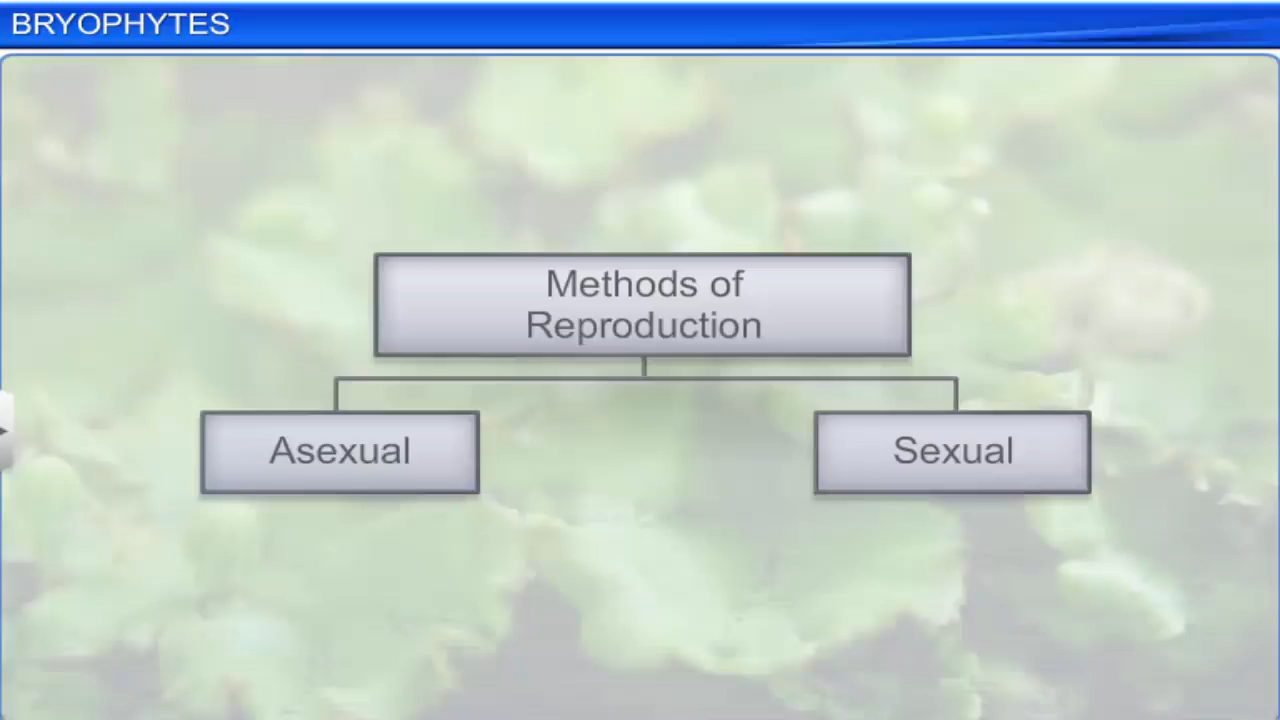 BRYOPHYTES
Methods of
Reproduction
Asexual
Sexual